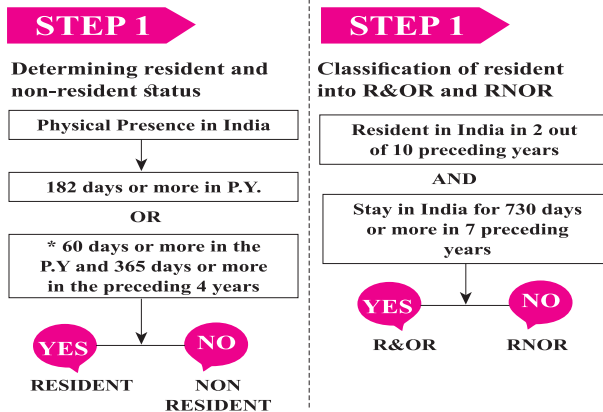 STEP 1
Determining resident and
non-resident status
Physical Presence in India
182 days or more in P.Y.
OR
* 60 days or more in the
P.Y and 365 days or more
in the preceding 4 years
YES
NO
RESIDENT
NON
RESIDENT
STEP 1
Classification of resident
into R&OR and RNOR
Resident in India in 2 out
of 10 preceding years
AND
Stay in India for 730 days
or more in 7 preceding
years
YES
NO
R&OR
RNOR